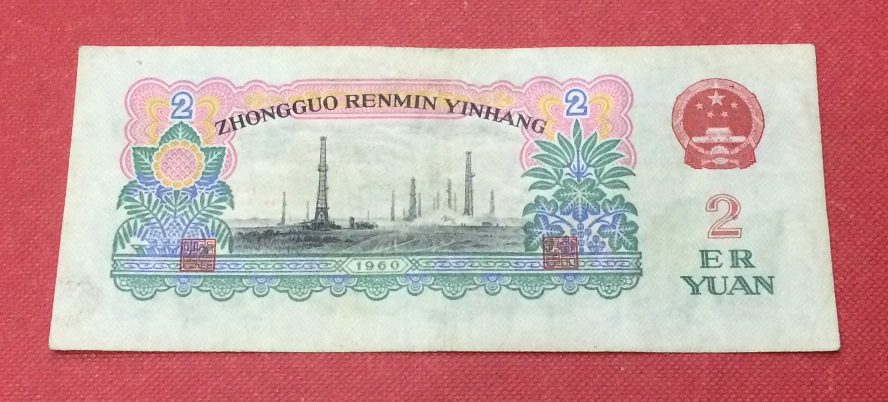 2 2
ZHONGGUO RENMIN YINHANG
1960
2
ER
YUAN